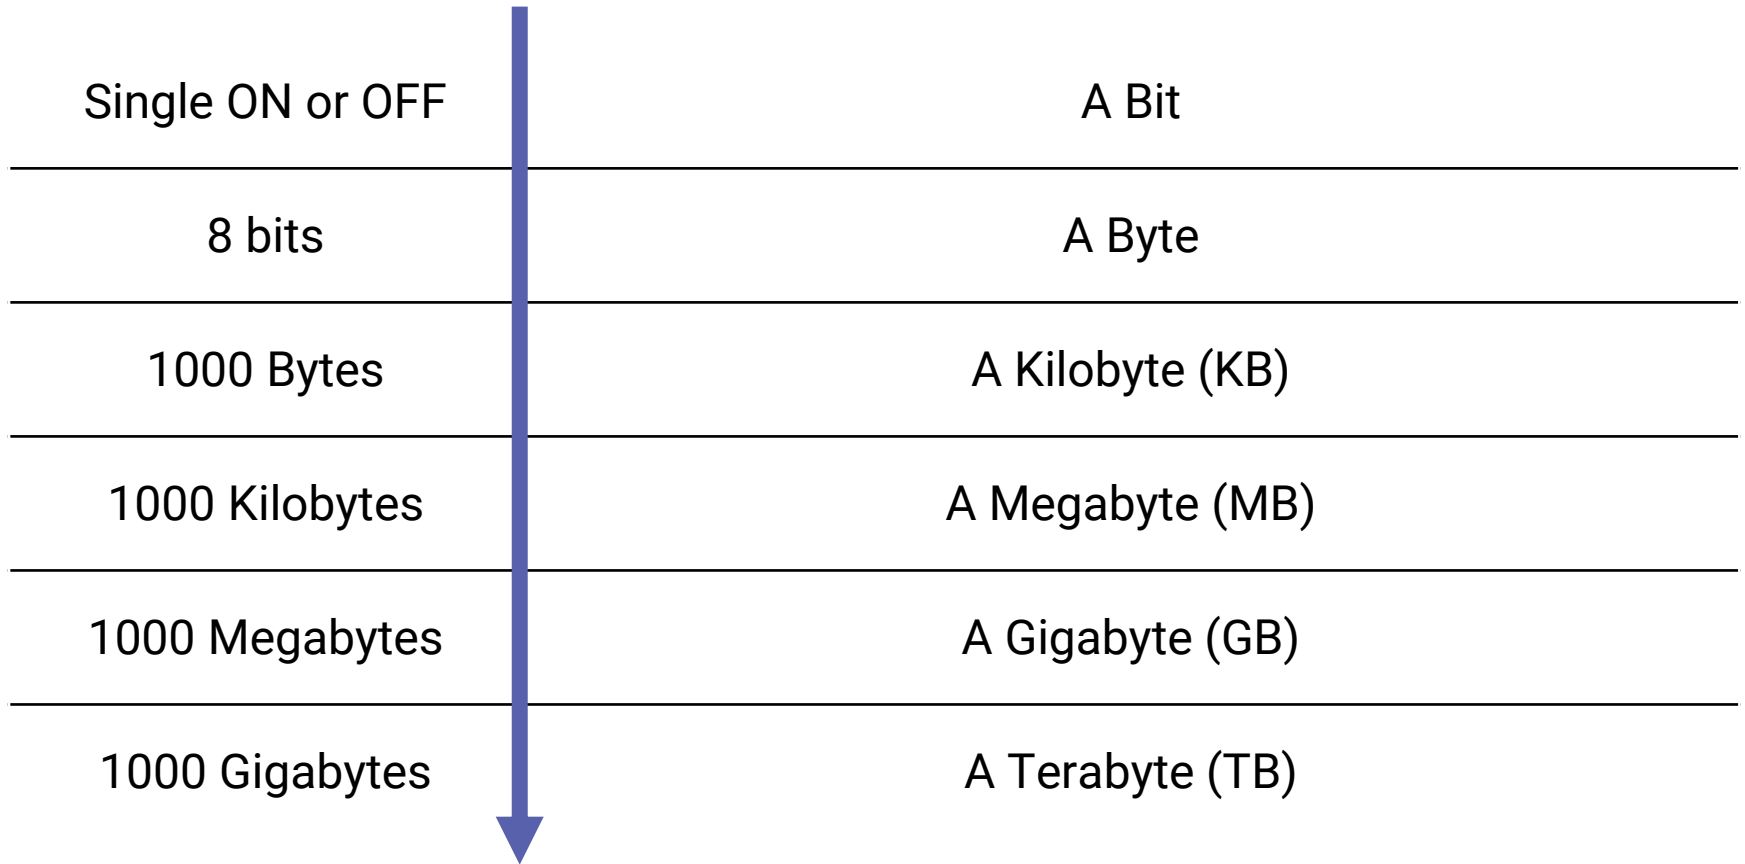 Single ON or OFF
A Bit
8 bits
A Byte
1000 Bytes
A Kilobyte (KB)
1000 Kilobytes
A Megabyte (MB)
1000 Megabytes
A Gigabyte (GB)
1000 Gigabytes
A Terabyte (TB)